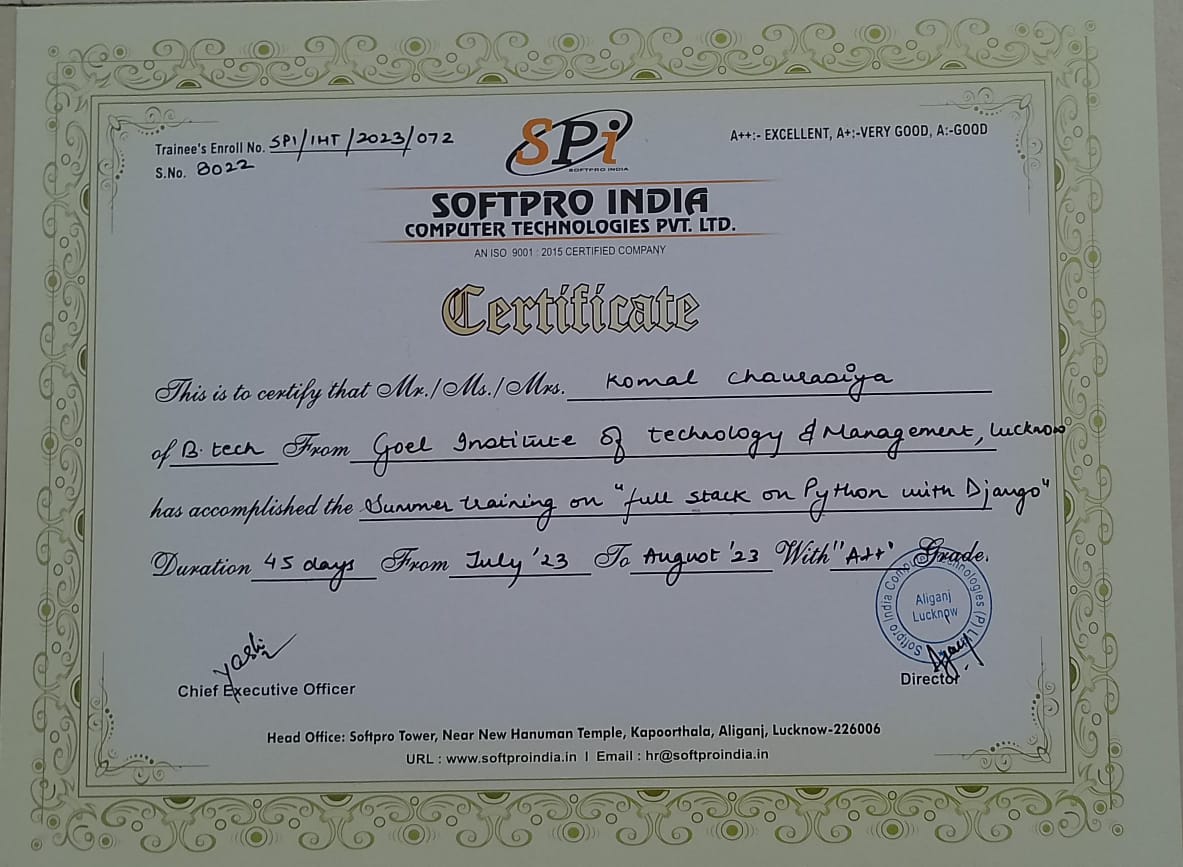 Trainee's Enroll No. SPI/IHT/2023/072
S.No. 8022
A++:- EXCELLENT, A+:-VERY GOOD, A:-GOOD
SPi
SOFTPRO INDIA
SOFTPRO INDIA
COMPUTER TECHNOLOGIES PVT. LTD.
AN ISO 9001 : 2015 CERTIFIED COMPANY
Certificate
This is to certify that Mr./Ms./Mrs. Komal Chaurasiya
of B.tech From Goel Institute of technology & Management, Lucknow
has accomplished the Summer training on "full stack on Python with Django"
Duration 45 days From July '23 To August '23 With "A++" Grade.
Softpro India Computer Technologies (P) L
Aliganj
Lucknow
Yashi
Chief Executive Officer
Director
Head Office: Softpro Tower, Near New Hanuman Temple, Kapoorthala, Aliganj, Lucknow-226006
URL : www.softproindia.in | Email : hr@softproindia.in